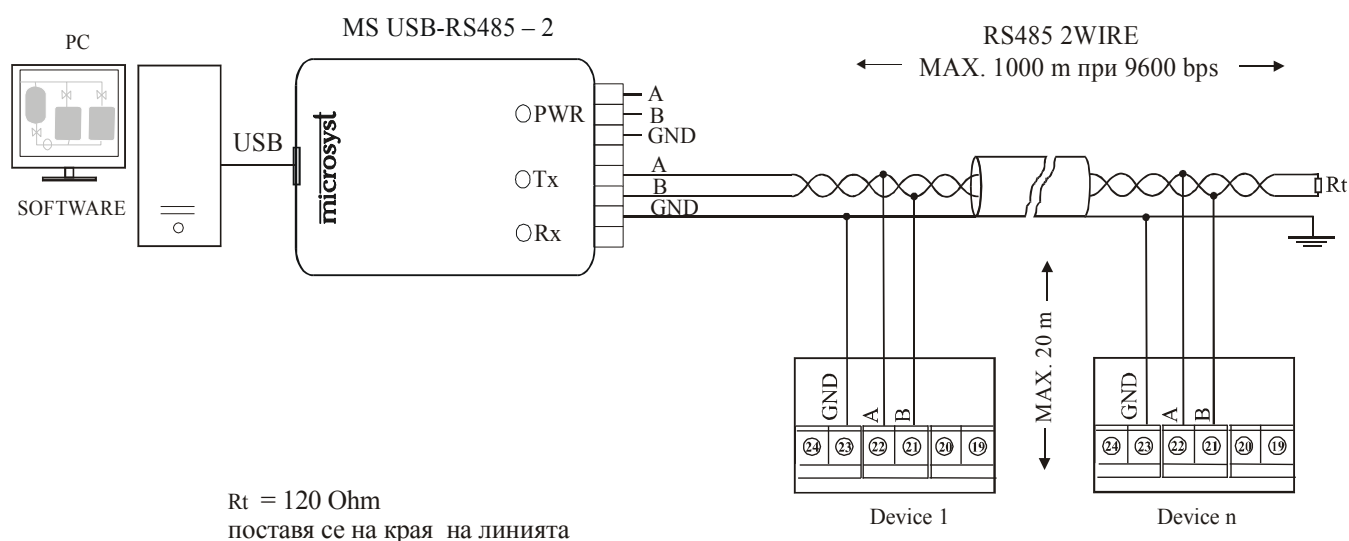 MS USB-RS485 – 2
PC
SOFTWARE
USB
microsyst
PWR
Tx
Rx
A
B
GND
A
B
GND
RS485 2WIRE
MAX. 1000 m при 9600 bps
Rt
MAX. 20 m
GND
A
B
24 23 22 21 20 19
Device 1
GND
A
B
24 23 22 21 20 19
Device n
Rt = 120 Ohm
поставя се на края на линията